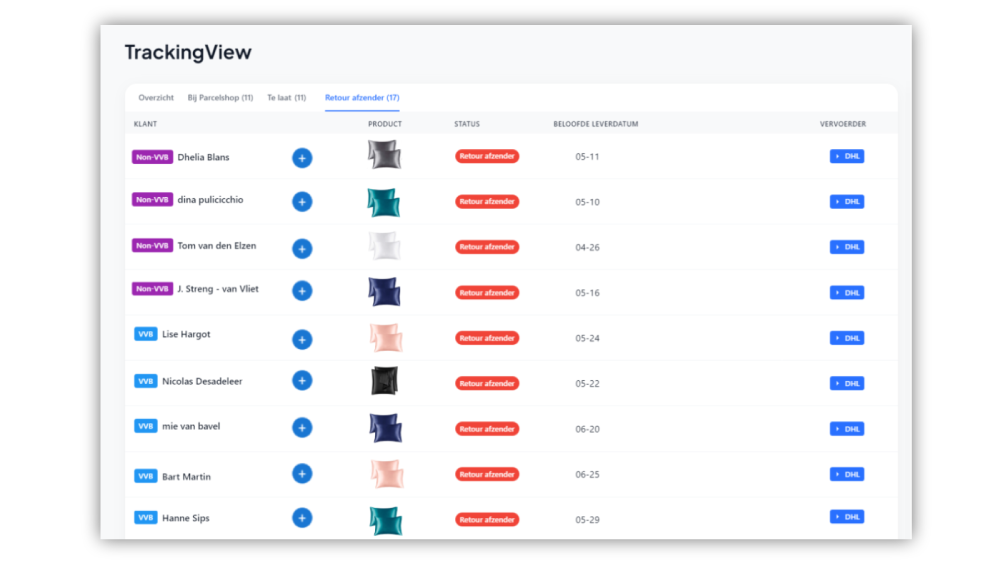 TrackingView
Overzicht Bij Parcelshop (11) Te laat (11) Retour afzender (17)
KLANT PRODUCT STATUS BELOOFDE LEVERDATUM VERVOERDER
Non-VVB Dhelia Blans + Retour afzender 05-11 DHL
Non-VVB dina pulicicchio + Retour afzender 05-10 DHL
Non-VVB Tom van den Elzen + Retour afzender 04-26 DHL
Non-VVB J. Streng - van Vliet + Retour afzender 05-16 DHL
VVB Lise Hargot + Retour afzender 05-24 DHL
VVB Nicolas Desadeleer + Retour afzender 05-22 DHL
VVB mie van bavel + Retour afzender 06-20 DHL
VVB Bart Martin + Retour afzender 06-25 DHL
VVB Hanne Sips + Retour afzender 05-29 DHL